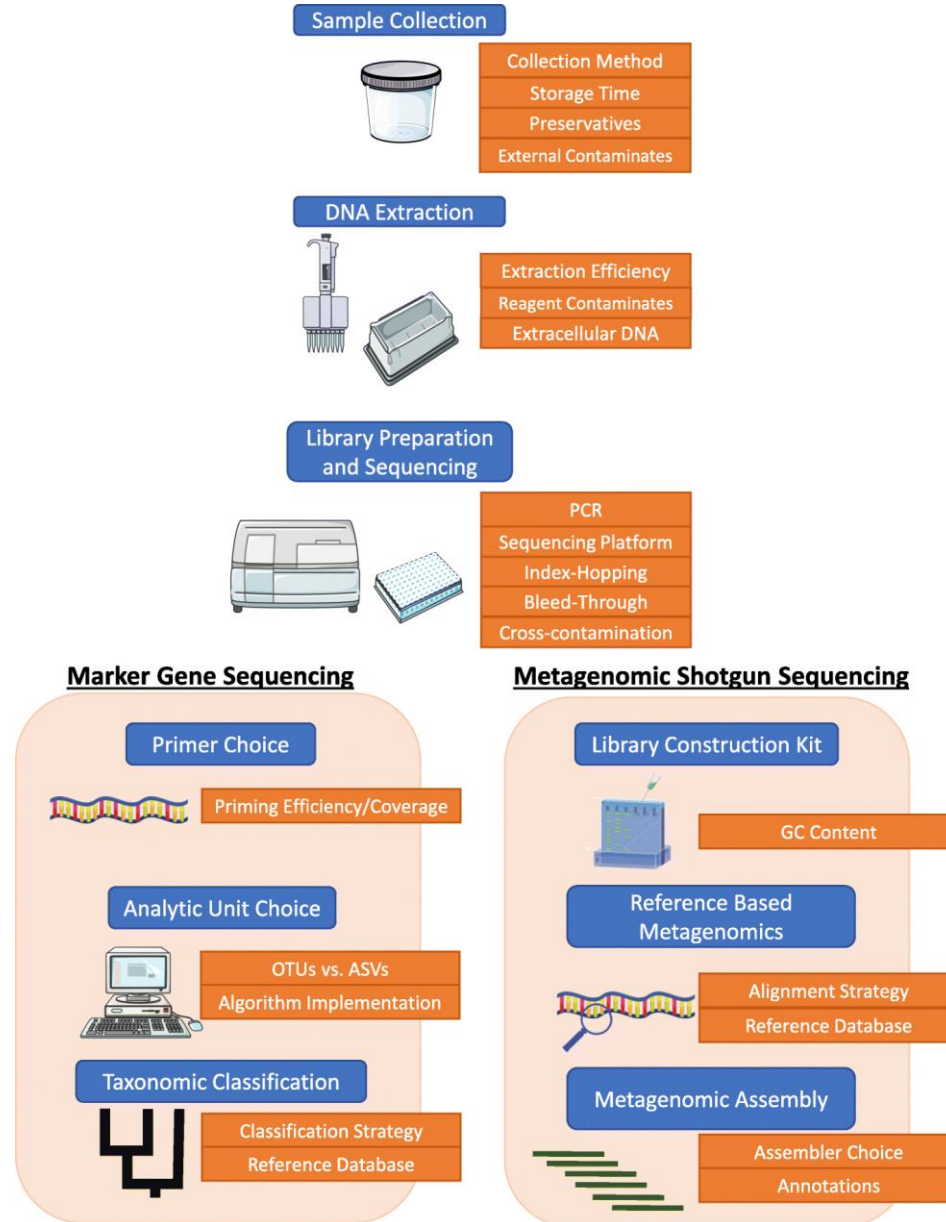 Sample Collection
Collection Method
Storage Time
Preservatives
External Contaminates
DNA Extraction
Extraction Efficiency
Reagent Contaminates
Extracellular DNA
Library Preparation
and Sequencing
PCR
Sequencing Platform
Index-Hopping
Bleed-Through
Cross-contamination
Marker Gene Sequencing
Primer Choice
Priming Efficiency/Coverage
Analytic Unit Choice
OTUs vs. ASVs
Algorithm Implementation
Taxonomic Classification
Classification Strategy
Reference Database
Metagenomic Shotgun Sequencing
Library Construction Kit
GC Content
Reference Based
Metagenomics
Alignment Strategy
Reference Database
Metagenomic Assembly
Assembler Choice
Annotations